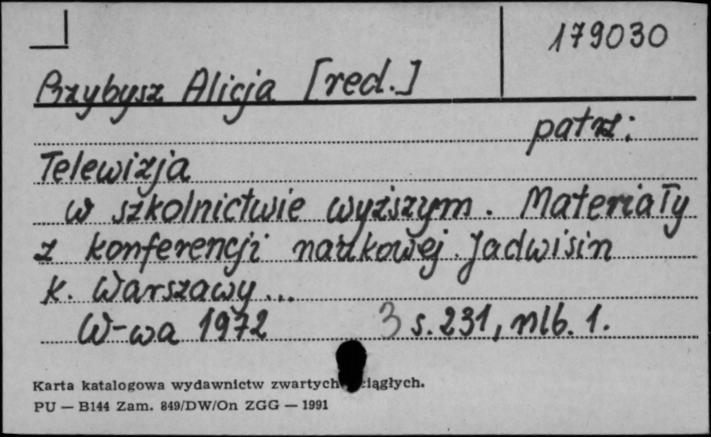 179030
Przybysz Alicja [red.]
patrz:
Telewizja
w szkolnictwie wyższym. Materiały
z konferencji naukowej. Jadwisin
k. Warszawy...
W-wa 1972 3 s. 231, nlb. 1.
Karta katalogowa wydawnictw zwartych ciągłych.
PU — B144 Zam. 849/DW/On ZGG — 1991